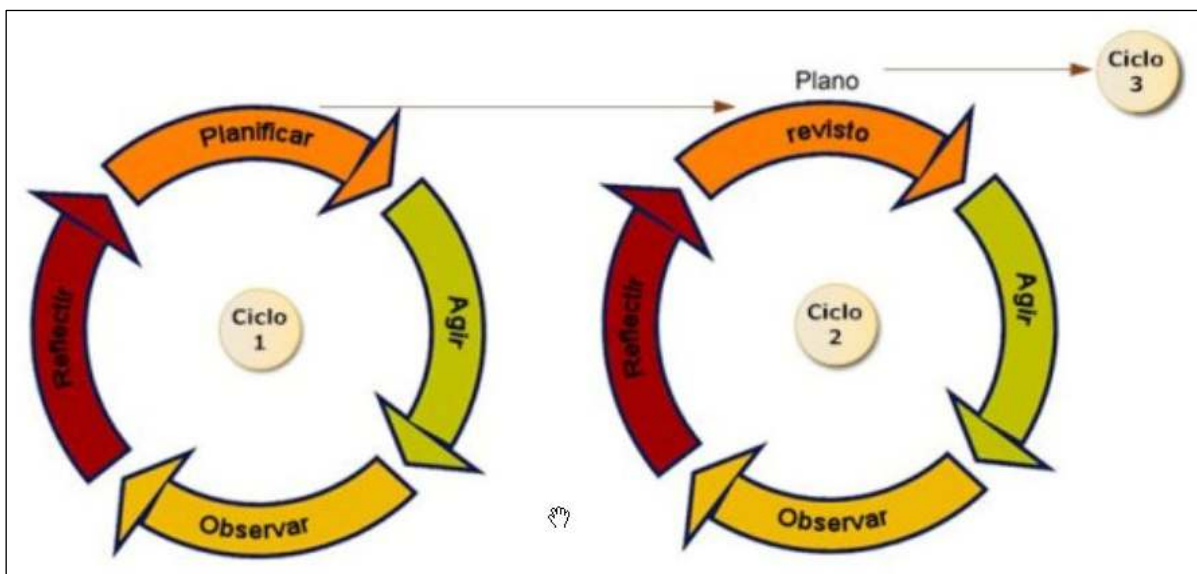 Planificar
Agir
Observar
Reflectir
Ciclo
1
Plano
revisto
Agir
Observar
Reflectir
Ciclo
2
Ciclo
3